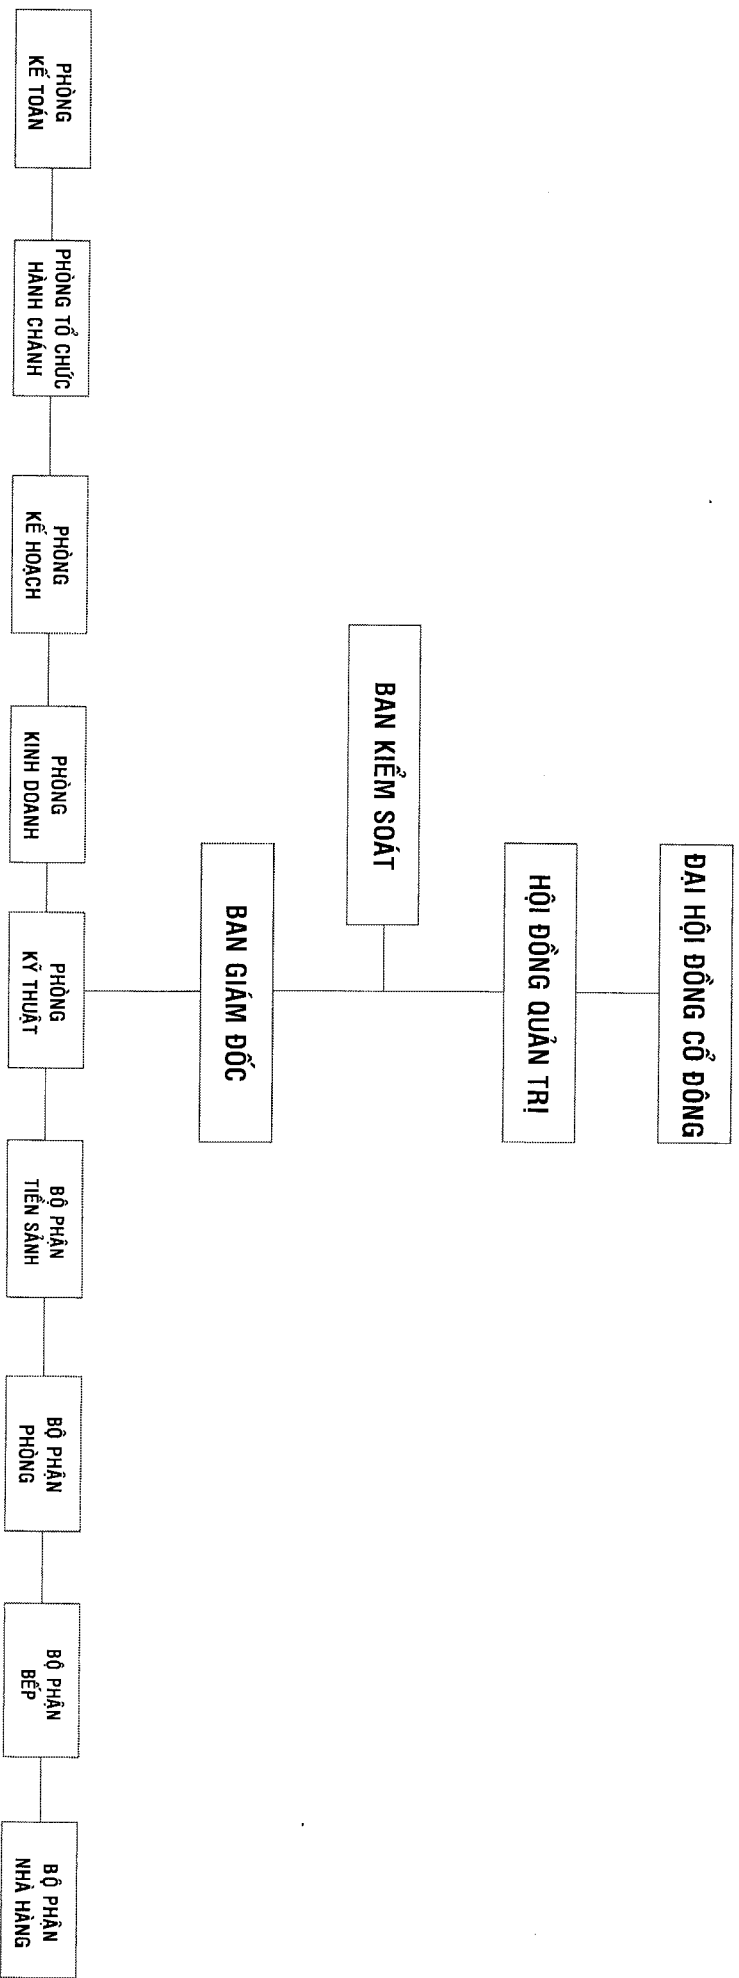 ĐẠI HỘI ĐỒNG CỔ ĐÔNG
HỘI ĐỒNG QUẢN TRỊ
BAN KIỂM SOÁT
BAN GIÁM ĐỐC
PHÒNG
KẾ TOÁN
PHÒNG TỔ CHỨC
HÀNH CHÁNH
PHÒNG
KẾ HOẠCH
PHÒNG
KINH DOANH
PHÒNG
KỸ THUẬT
BỘ PHẬN
TIỀN SẢNH
BỘ PHẬN
PHÒNG
BỘ PHẬN
BẾP
BỘ PHẬN
NHÀ HÀNG